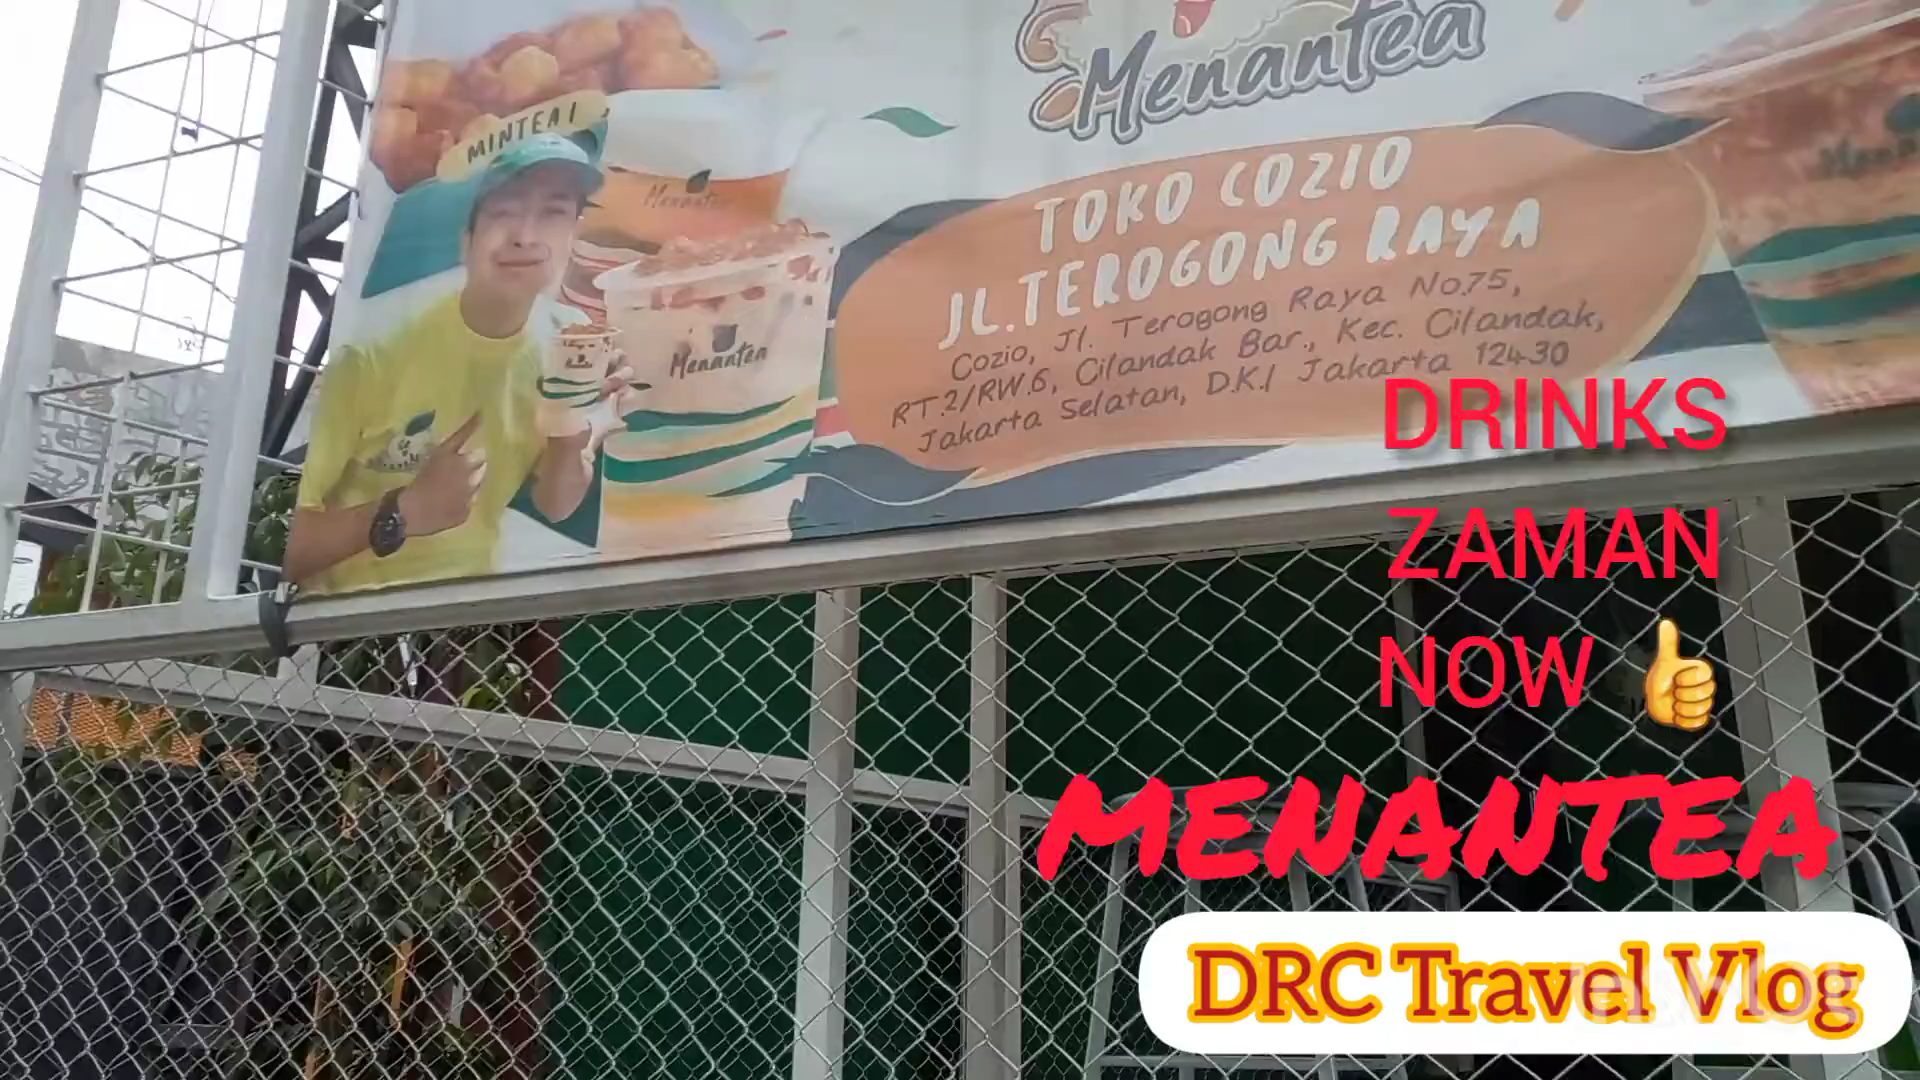 Menantea
MINTEA!
Menantea
Menantea
TOKO COZIO
JL.TEROGONG RAYA
Cozio, Jl. Terogong Raya No.75,
RT.2/RW.6, Cilandak Bar., Kec. Cilandak,
Jakarta Selatan, D.K.I Jakarta 12430
DRINKS
ZAMAN
NOW 👍
MENANTEA
DRC Travel Vlog